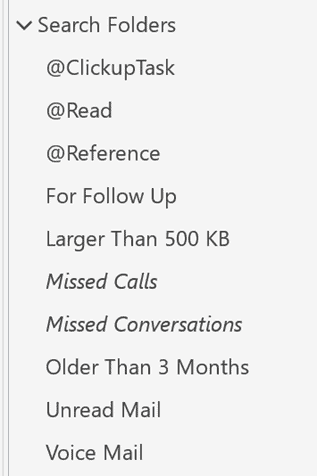 Search Folders
@ClickupTask
@Read
@Reference
For Follow Up
Larger Than 500 KB
Missed Calls
Missed Conversations
Older Than 3 Months
Unread Mail
Voice Mail